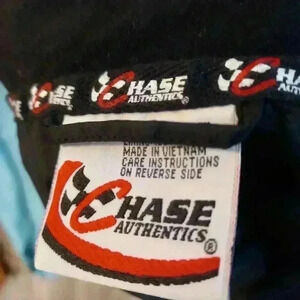 CHASE
AUTHENTICS®
CHASE
AUTHENTICS®
MADE IN VIETNAM
CARE INSTRUCTIONS
ON REVERSE SIDE
CHASE
AUTHENTICS®